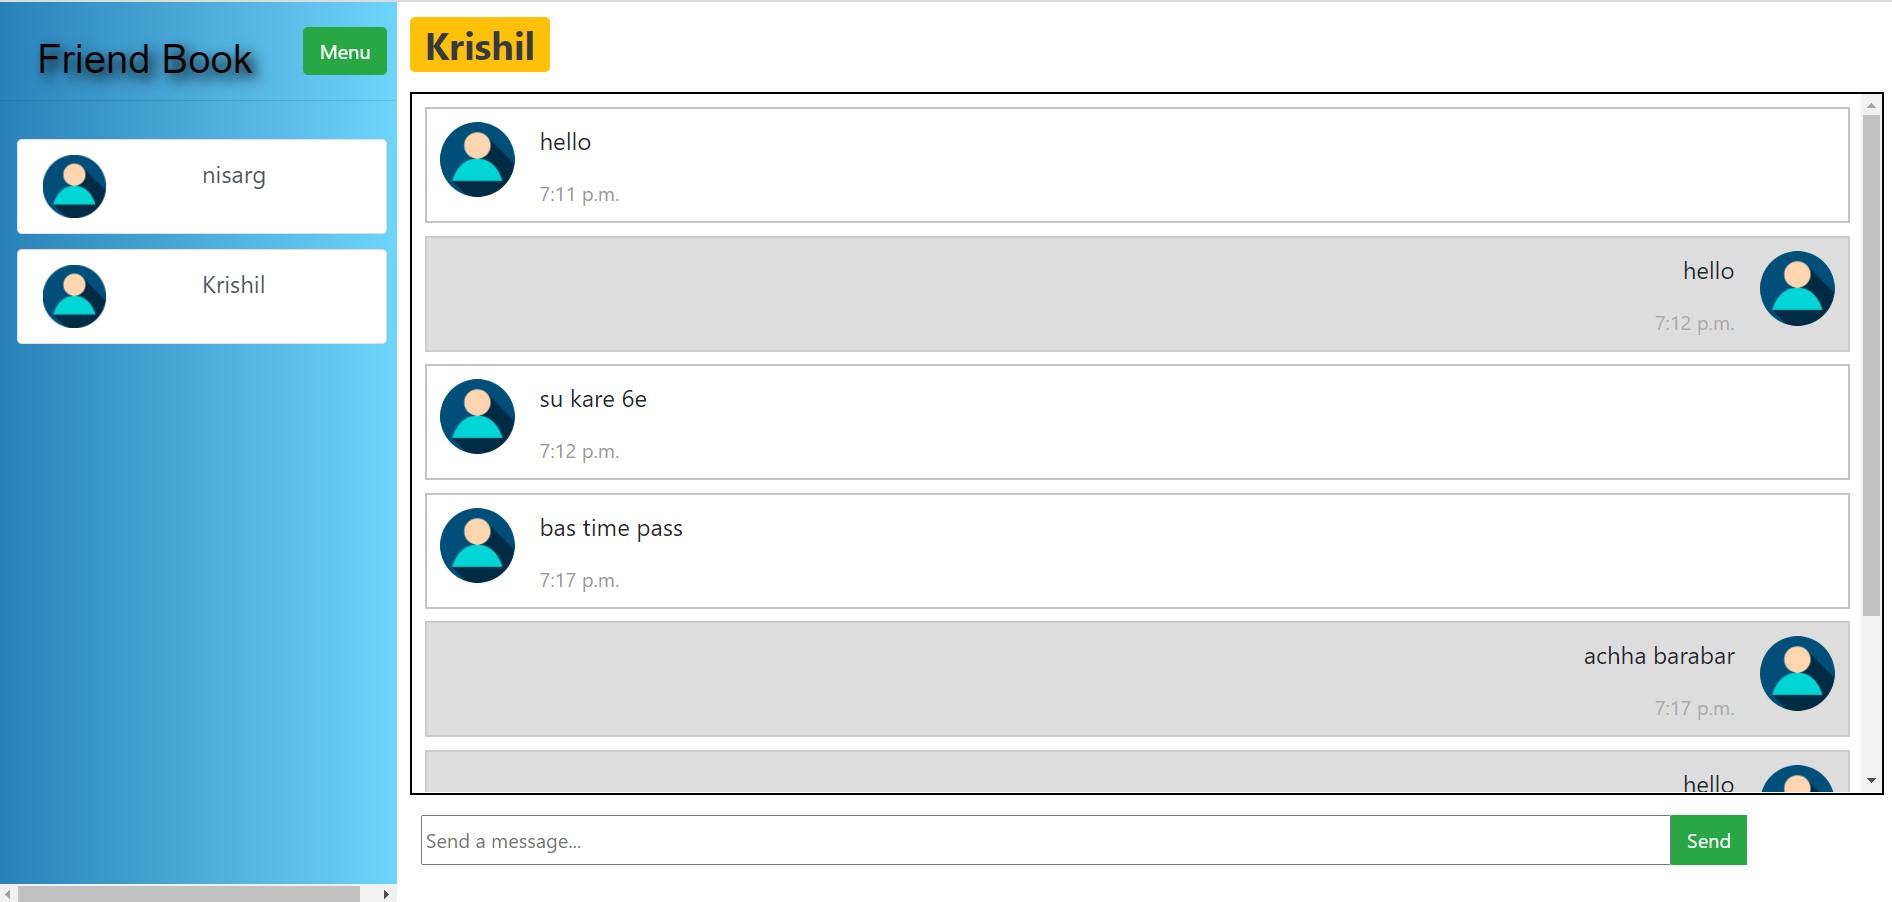 Friend Book
Menu
nisarg
Krishil
Krishil
hello
7:11 p.m.
hello
7:12 p.m.
su kare 6e
7:12 p.m.
bas time pass
7:17 p.m.
achha barabar
7:17 p.m.
hello
Send a message...
Send